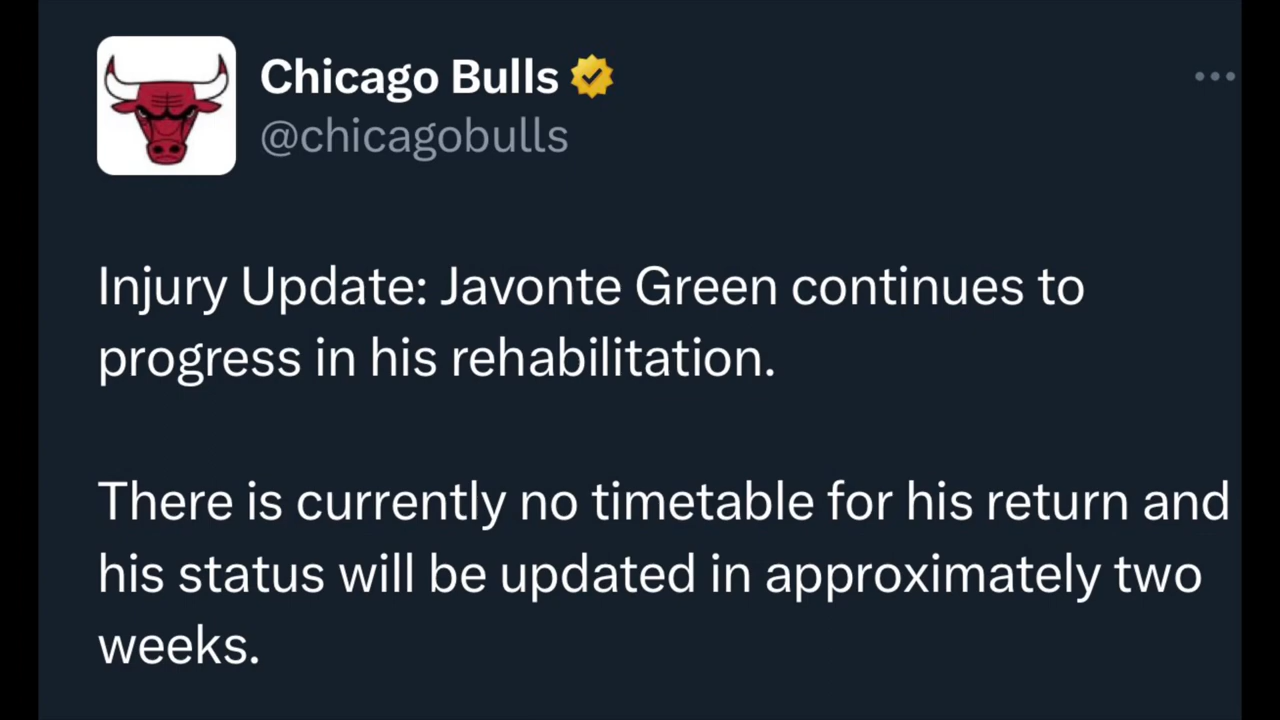 Chicago Bulls
@chicagobulls
Injury Update: Javonte Green continues to
progress in his rehabilitation.
There is currently no timetable for his return and
his status will be updated in approximately two
weeks.